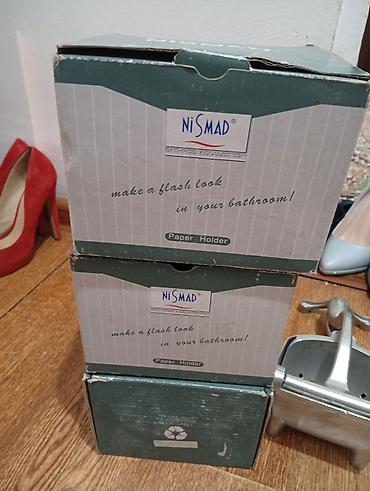 NiSMAD®
make a flash look
in your bathroom!
Paper Holder
NiSMAD®
make a flash look
in your bathroom!
Paper Holder